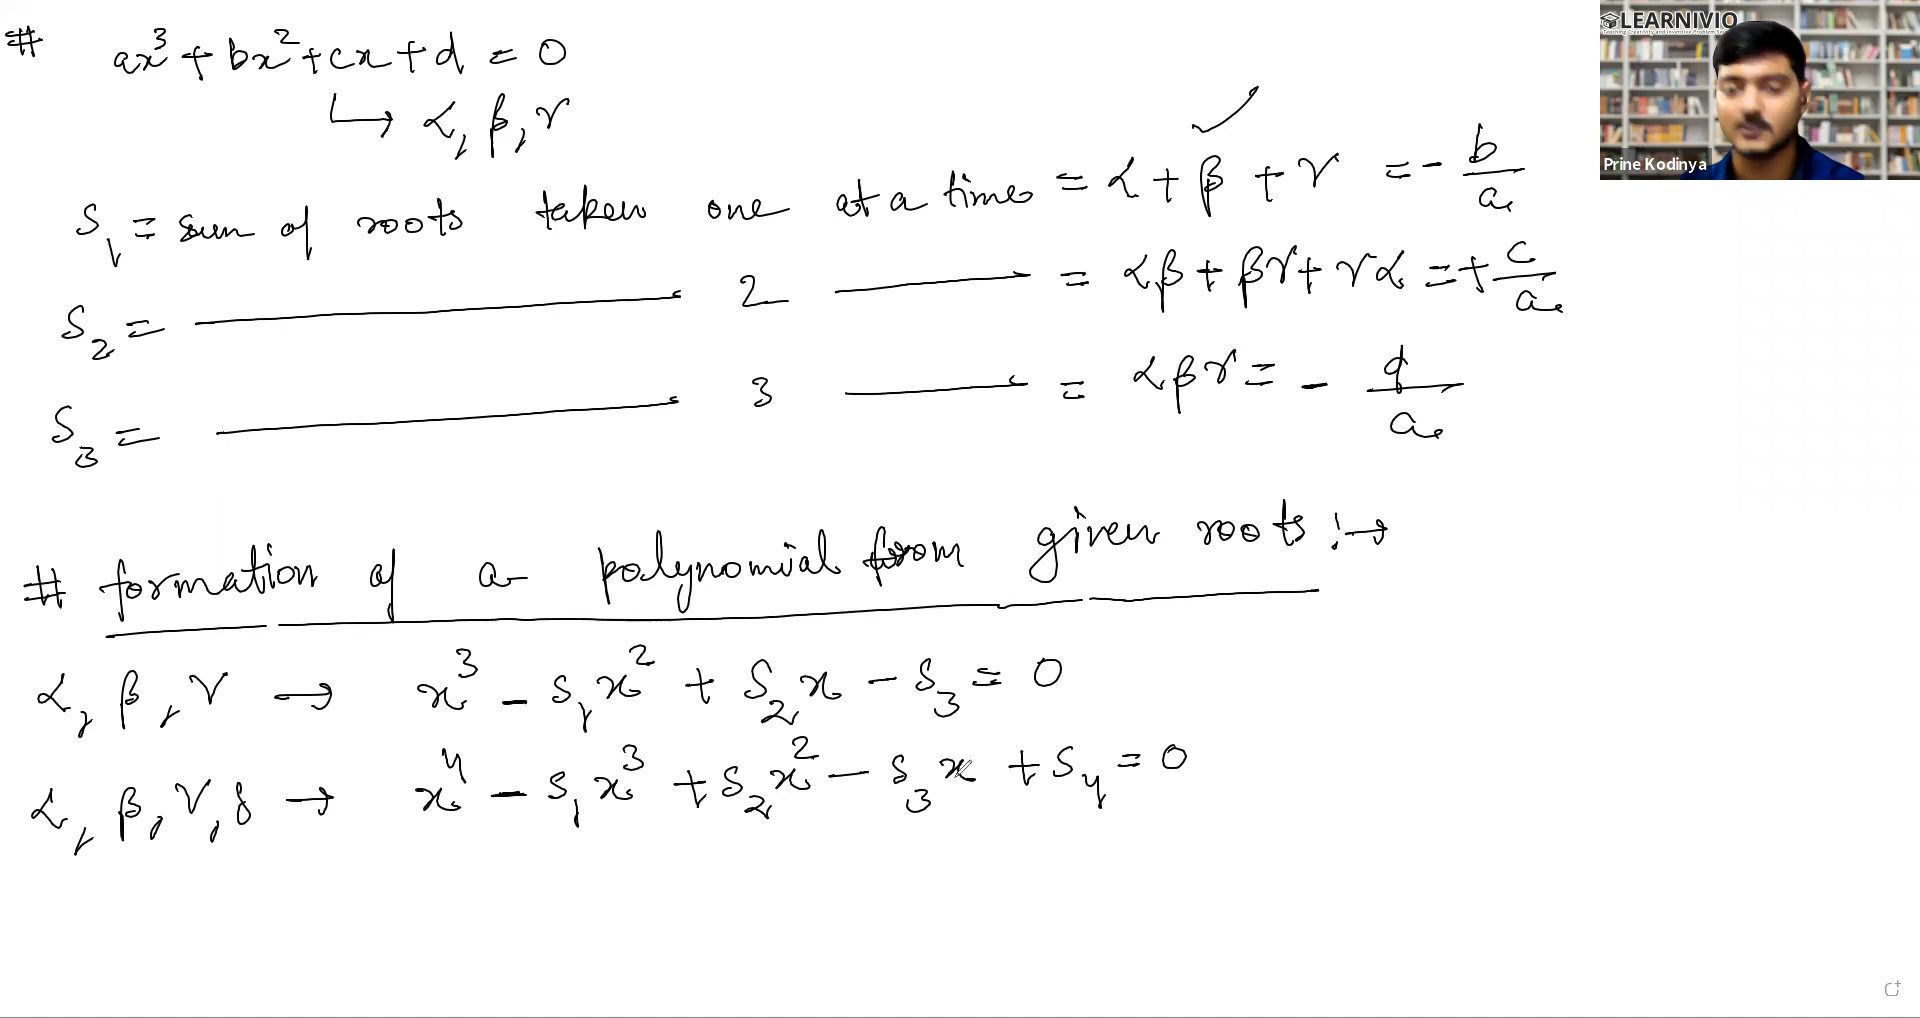 # ax³ + bx² + cx + d = 0
↳ α, β, γ
S₁ = sum of roots taken one at a time = α + β + γ = - b/a
S₂ = ——— 2 ——— = αβ + βγ + γα = + c/a
S₃ = ——— 3 ——— = αβγ = - d/a
# formation of a polynomial from given roots :→
α, β, γ → x³ - S₁x² + S₂x - S₃ = 0
α, β, γ, δ → x⁴ - S₁x³ + S₂x² - S₃x + S₄ = 0
LEARNIVIO
Prine Kodinya